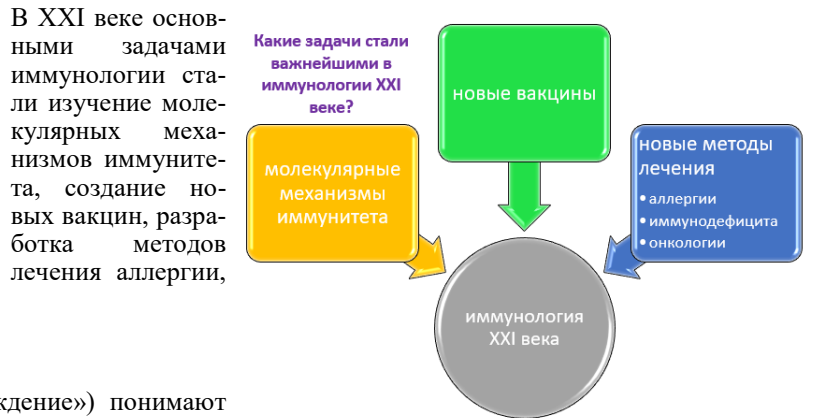 В XXI веке основ-
ными задачами
иммунологии ста-
ли изучение моле-
кулярных меха-
низмов иммуните-
та, создание но-
вых вакцин, разра-
ботка методов
лечения аллергии,
Какие задачи стали
важнейшими в
иммунологии XXI
веке?
молекулярные
механизмы
иммунитета
новые вакцины
новые методы
лечения
• аллергии
• иммунодефицита
• онкологии
иммунология
XXI века
ждение») понимают